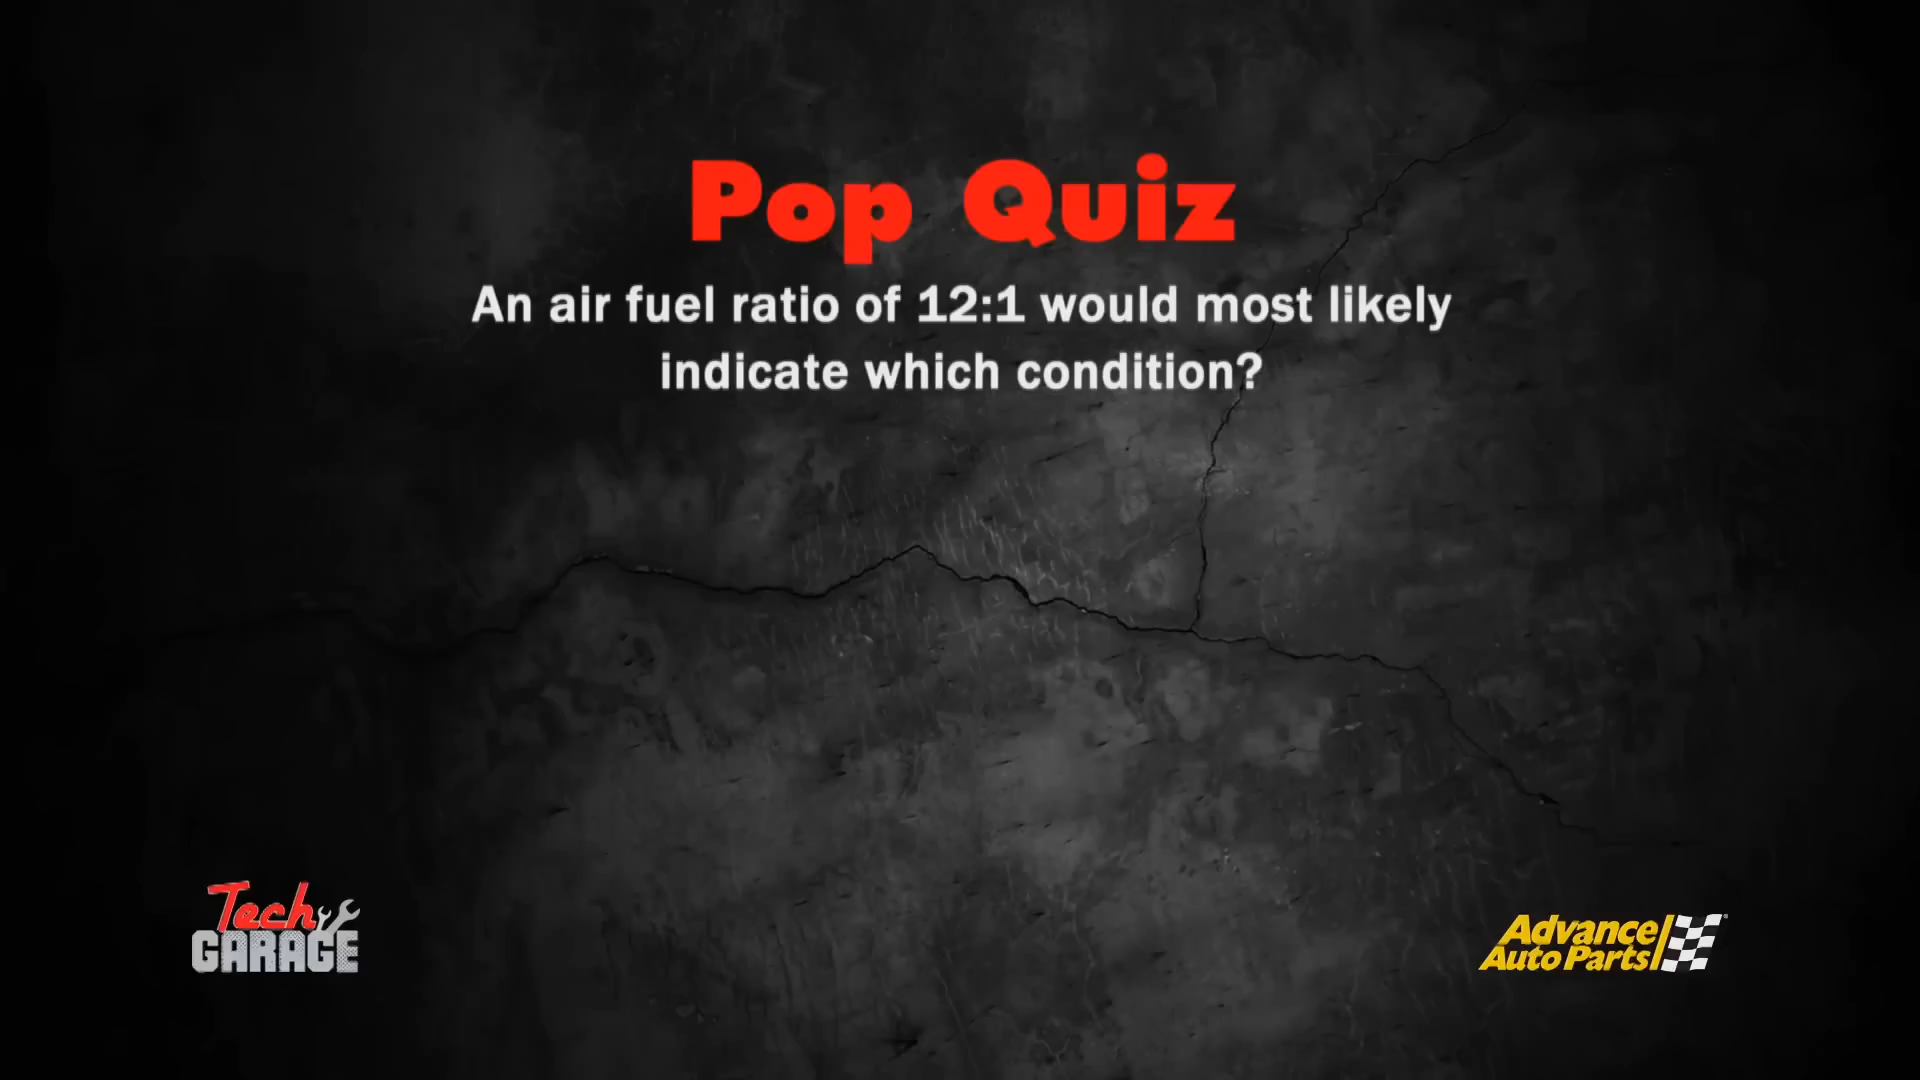 Pop Quiz
An air fuel ratio of 12:1 would most likely
indicate which condition?
Tech
GARAGE
Advance
Auto Parts